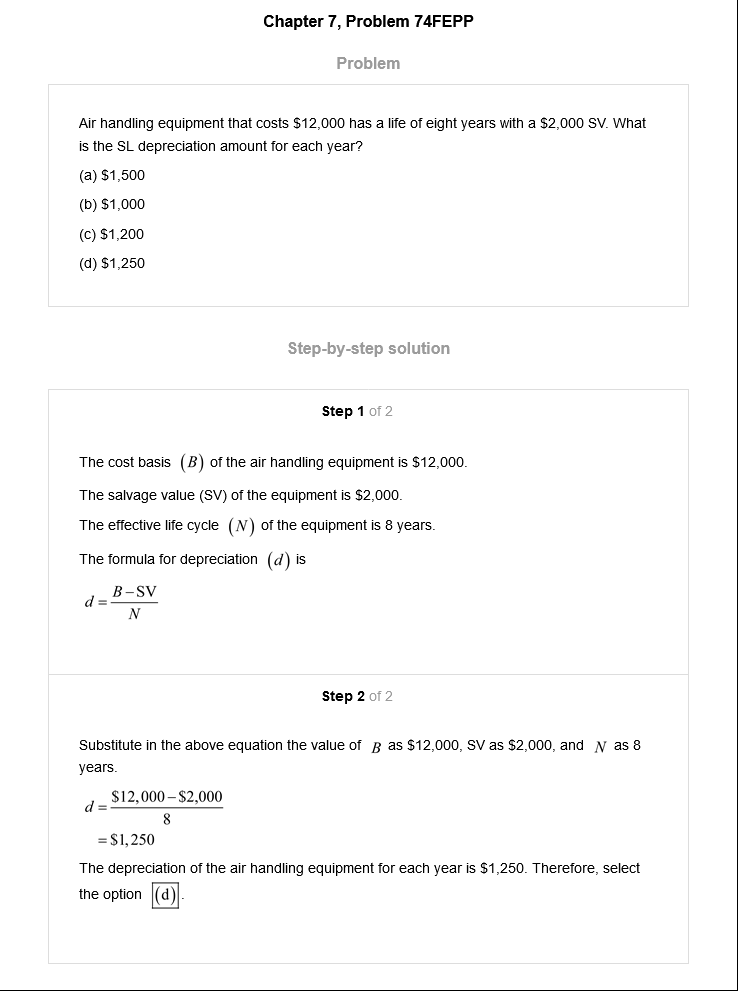 Chapter 7, Problem 74FEPP
Problem
Air handling equipment that costs $12,000 has a life of eight years with a $2,000 SV. What
is the SL depreciation amount for each year?
(a) $1,500
(b) $1,000
(c) $1,200
(d) $1,250
Step-by-step solution
Step 1 of 2
The cost basis (B) of the air handling equipment is $12,000.
The salvage value (SV) of the equipment is $2,000.
The effective life cycle (N) of the equipment is 8 years.
The formula for depreciation (d) is
B−SV
d =
N
Step 2 of 2
Substitute in the above equation the value of B as $12,000, SV as $2,000, and N as 8
years.
$12,000−$2,000
d =
8
= $1,250
The depreciation of the air handling equipment for each year is $1,250. Therefore, select
the option (d).